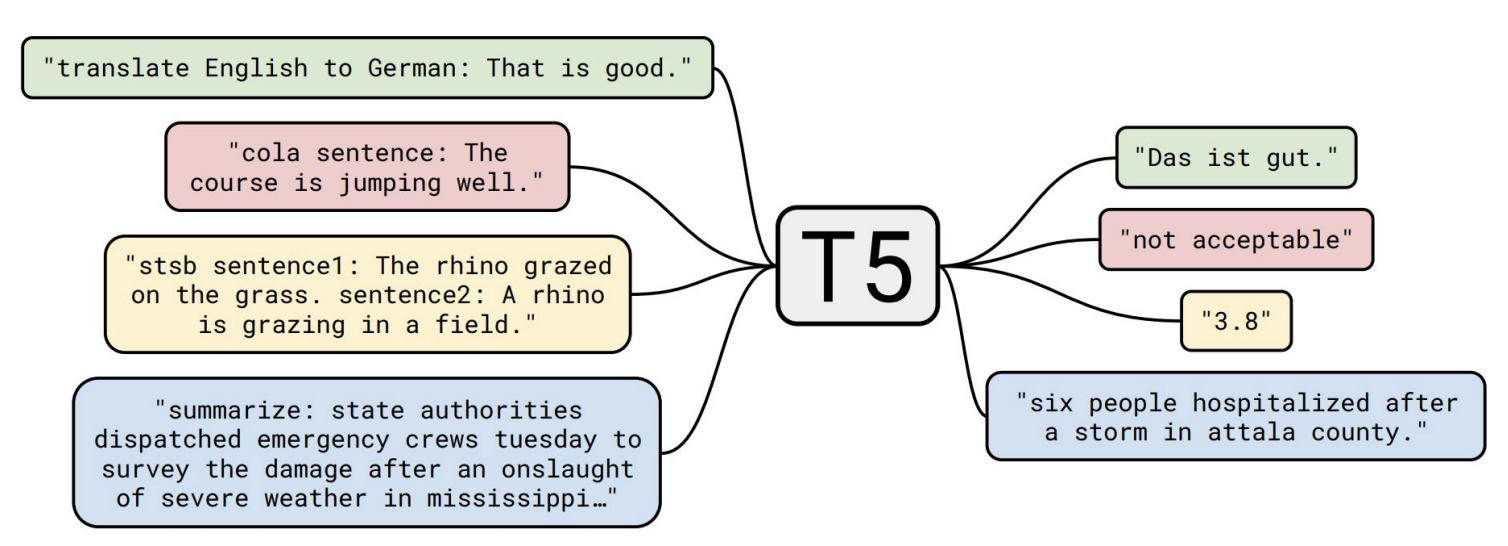 "translate English to German: That is good."
"cola sentence: The
course is jumping well."
"stsb sentence1: The rhino grazed
on the grass. sentence2: A rhino
is grazing in a field."
"summarize: state authorities
dispatched emergency crews tuesday to
survey the damage after an onslaught
of severe weather in mississippi…"
T5
"Das ist gut."
"not acceptable"
"3.8"
"six people hospitalized after
a storm in attala county."